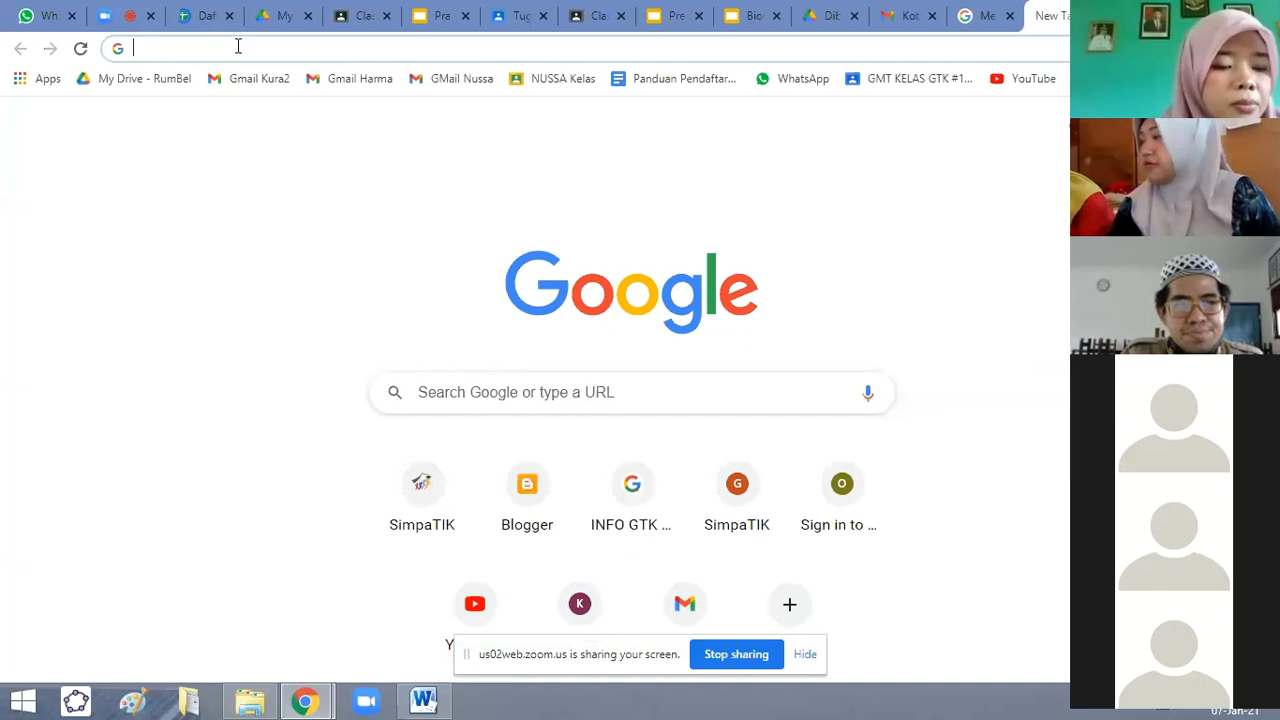 Wh
Daf
My
Cla
Pra
Tug
Cla
Pre
Bio
Dib
Kot
Me
New Ta
Apps
My Drive - RumBel
Gmail Kura2
Gmail Harma
GMail Nussa
NUSSA Kelas
Panduan Pendafter...
WhatsApp
GMT KELAS GTK #1...
YouTube
Google
Search Google or type a URL
SimpaTIK
Blogger
INFO GTK ...
SimpaTIK
Sign in to ...
us02web.zoom.us is sharing your screen.
Stop sharing
Hide
07-Jan-21